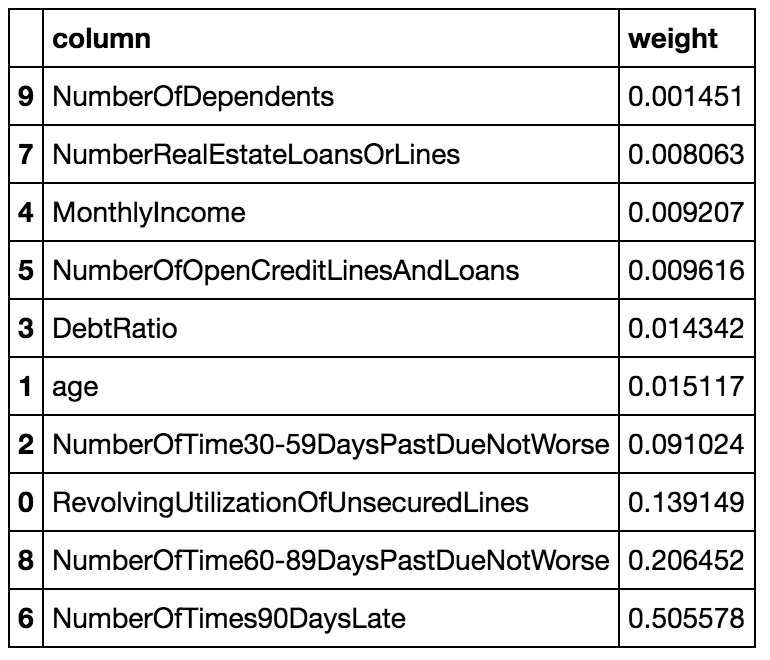 column weight
9 NumberOfDependents 0.001451
7 NumberRealEstateLoansOrLines 0.008063
4 MonthlyIncome 0.009207
5 NumberOfOpenCreditLinesAndLoans 0.009616
3 DebtRatio 0.014342
1 age 0.015117
2 NumberOfTime30-59DaysPastDueNotWorse 0.091024
0 RevolvingUtilizationOfUnsecuredLines 0.139149
8 NumberOfTime60-89DaysPastDueNotWorse 0.206452
6 NumberOfTimes90DaysLate 0.505578